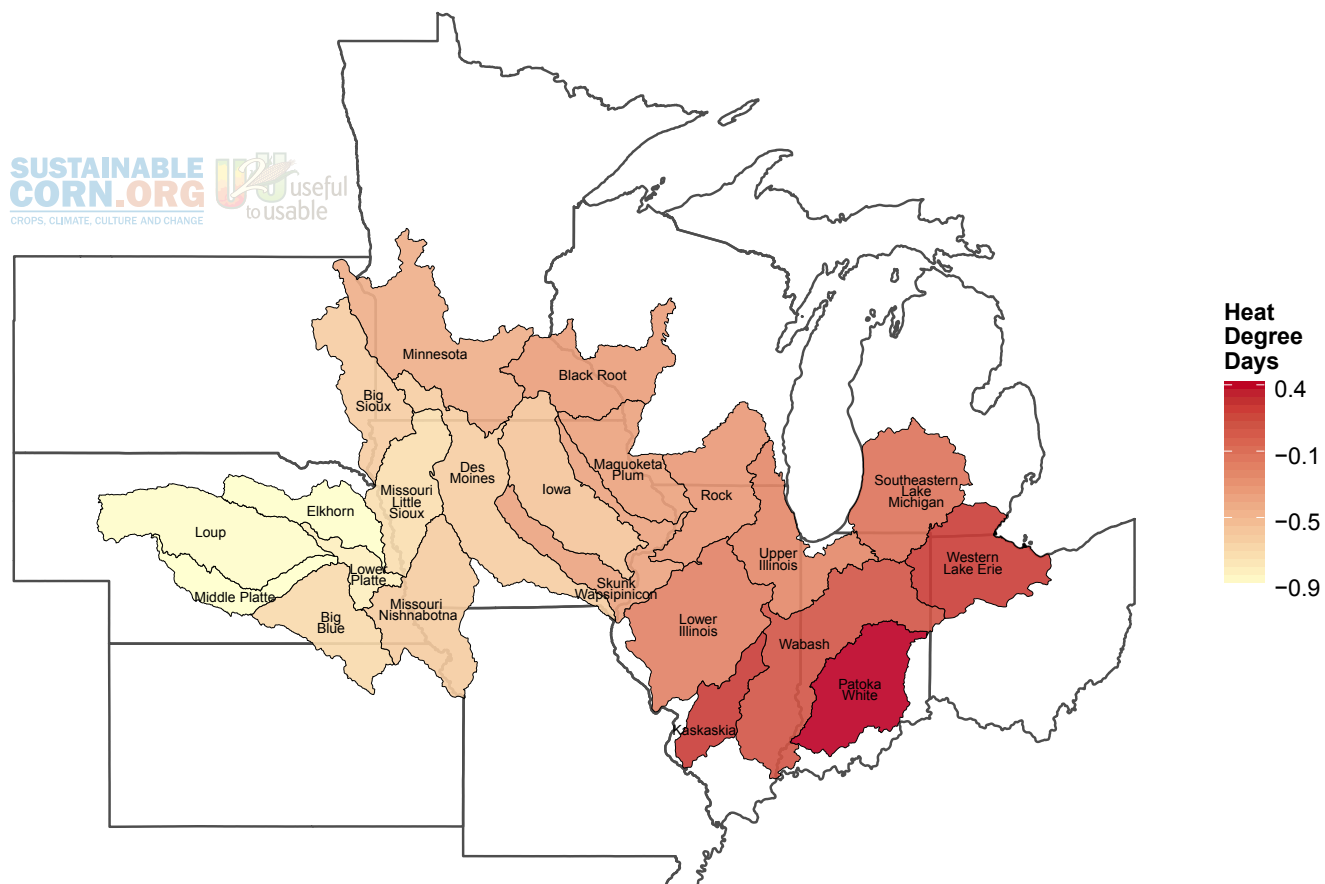 SUSTAINABLE
CORN.ORG
CROPS, CLIMATE, CULTURE AND CHANGE
U2U useful
to usable
Heat
Degree
Days
0.4
−0.1
−0.5
−0.9
Minnesota
Black Root
Big
Sioux
Des
Moines
Maguoketa
Plum
Missouri
Little
Sioux
Iowa
Rock
Southeastern
Lake
Michigan
Elkhorn
Loup
Upper
Illinois
Western
Lake Erie
Lower
Platte
Middle Platte
Skunk
Wapsipinicon
Missouri
Nishnabotna
Big
Blue
Lower
Illinois
Wabash
Patoka
White
Kaskaskia